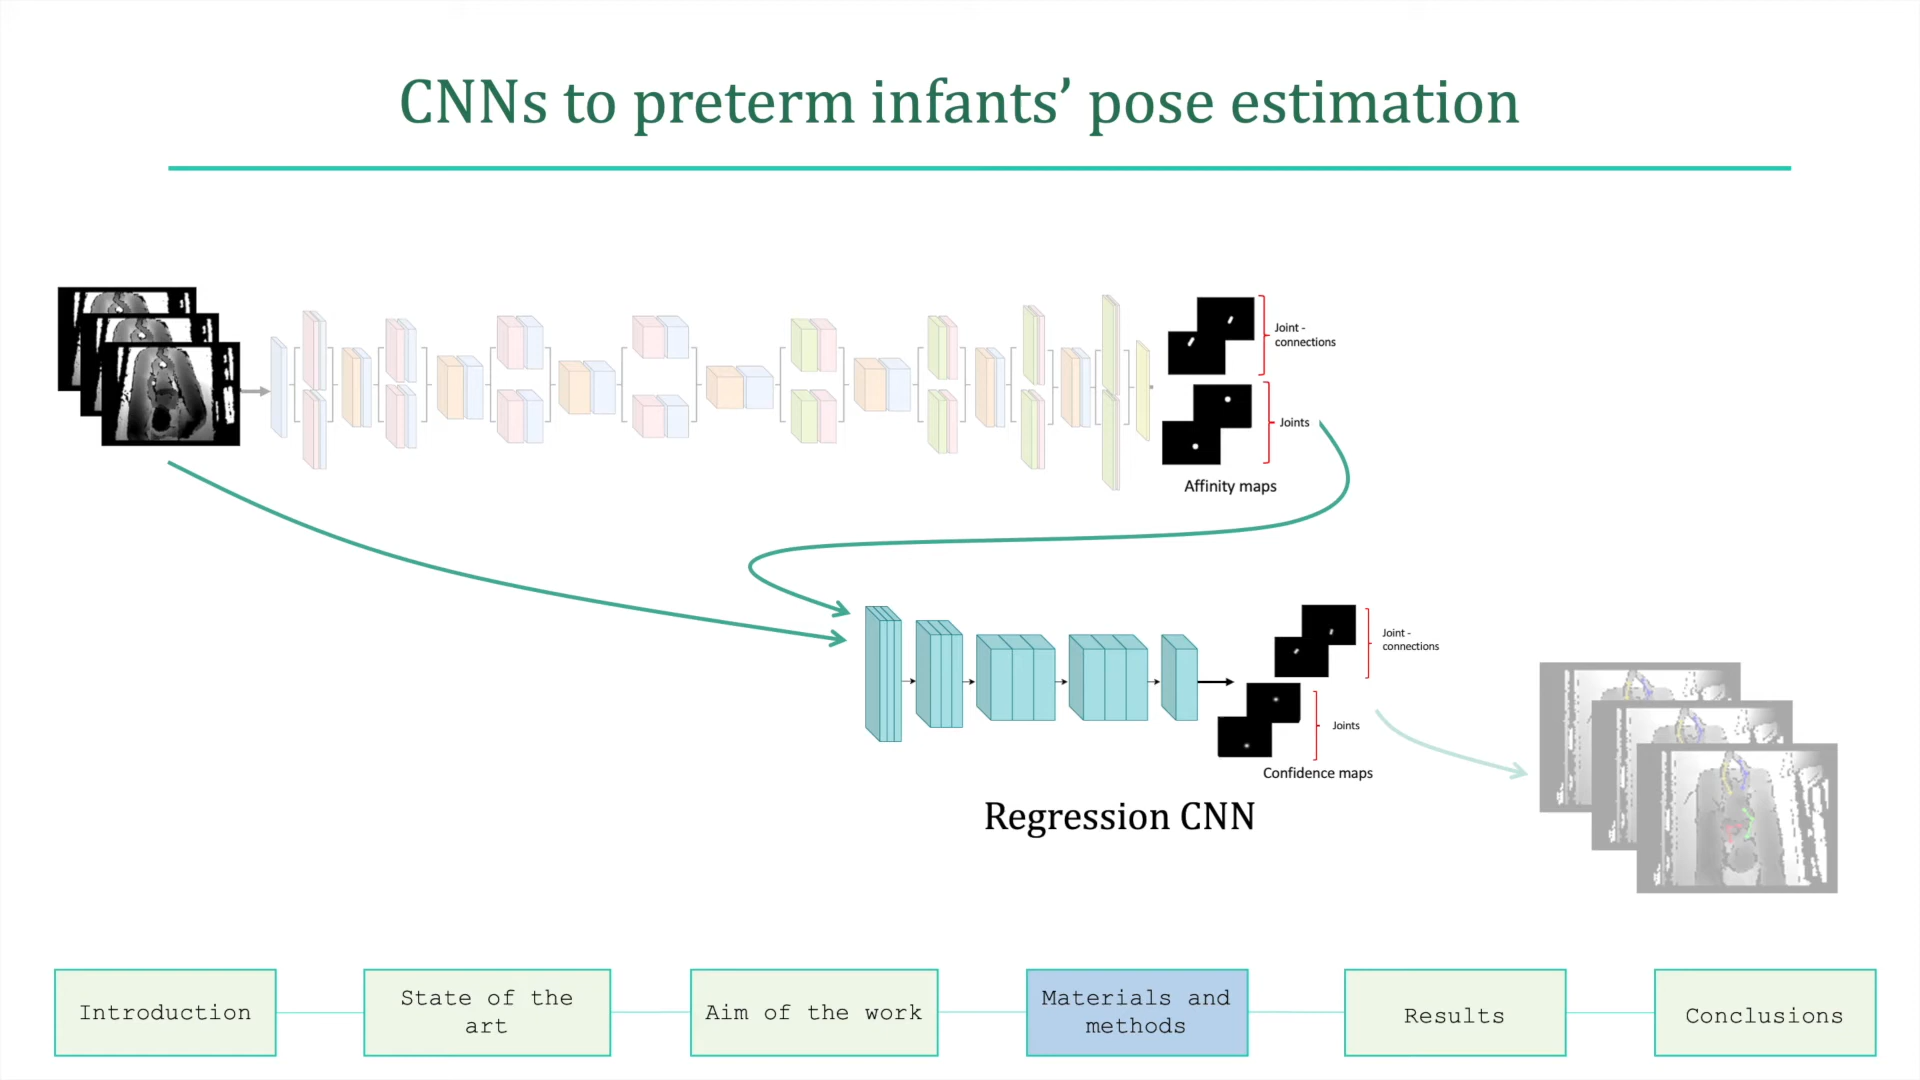 CNNs to preterm infants’ pose estimation
Joint -
connections
Joints
Affinity maps
Joint -
connections
Joints
Confidence maps
Regression CNN
Introduction
State of the
art
Aim of the work
Materials and
methods
Results
Conclusions